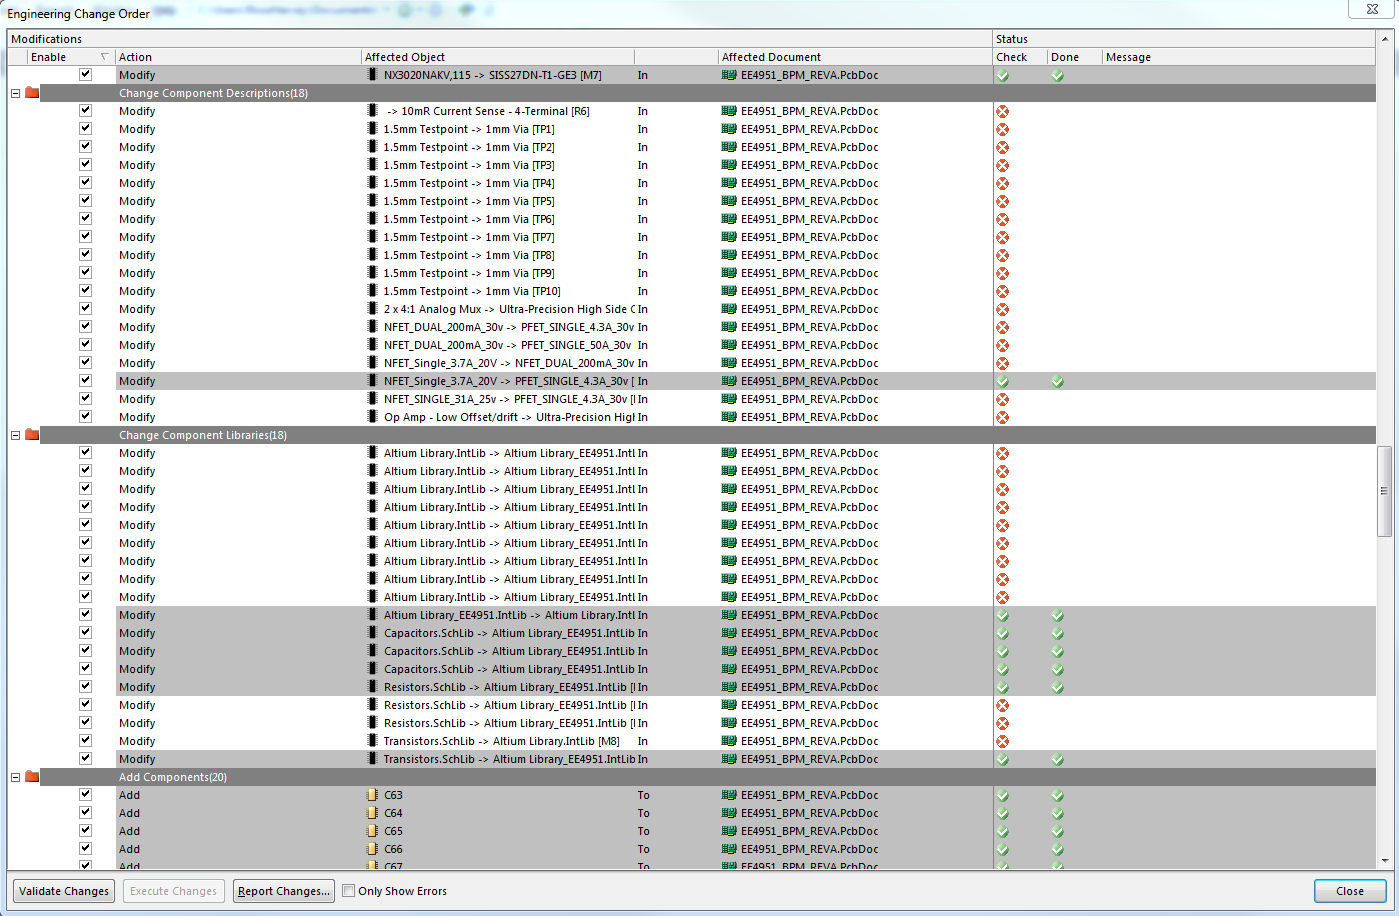 Engineering Change Order
Modifications Status
Enable Action Affected Object Affected Document Check Done Message
Modify NX3020NAKV,115 -> SISS27DN-T1-GE3 [M7] In EE4951_BPM_REVA.PcbDoc
Change Component Descriptions(18)
Modify -> 10mR Current Sense - 4-Terminal [R6] In EE4951_BPM_REVA.PcbDoc
Modify 1.5mm Testpoint -> 1mm Via [TP1] In EE4951_BPM_REVA.PcbDoc
Modify 1.5mm Testpoint -> 1mm Via [TP2] In EE4951_BPM_REVA.PcbDoc
Modify 1.5mm Testpoint -> 1mm Via [TP3] In EE4951_BPM_REVA.PcbDoc
Modify 1.5mm Testpoint -> 1mm Via [TP4] In EE4951_BPM_REVA.PcbDoc
Modify 1.5mm Testpoint -> 1mm Via [TP5] In EE4951_BPM_REVA.PcbDoc
Modify 1.5mm Testpoint -> 1mm Via [TP6] In EE4951_BPM_REVA.PcbDoc
Modify 1.5mm Testpoint -> 1mm Via [TP7] In EE4951_BPM_REVA.PcbDoc
Modify 1.5mm Testpoint -> 1mm Via [TP8] In EE4951_BPM_REVA.PcbDoc
Modify 1.5mm Testpoint -> 1mm Via [TP9] In EE4951_BPM_REVA.PcbDoc
Modify 1.5mm Testpoint -> 1mm Via [TP10] In EE4951_BPM_REVA.PcbDoc
Modify 2 x 4:1 Analog Mux -> Ultra-Precision High Side In EE4951_BPM_REVA.PcbDoc
Modify NFET_DUAL_200mA_30v -> PFET_SINGLE_4.3A_30v In EE4951_BPM_REVA.PcbDoc
Modify NFET_DUAL_200mA_30v -> PFET_SINGLE_50A_30v In EE4951_BPM_REVA.PcbDoc
Modify NFET_Single_3.7A_20V -> NFET_DUAL_200mA_30v In EE4951_BPM_REVA.PcbDoc
Modify NFET_Single_3.7A_20V -> PFET_SINGLE_4.3A_30v [ In EE4951_BPM_REVA.PcbDoc
Modify NFET_SINGLE_31A_25v -> PFET_SINGLE_4.3A_30v [ In EE4951_BPM_REVA.PcbDoc
Modify Op Amp - Low Offset/drift -> Ultra-Precision High In EE4951_BPM_REVA.PcbDoc
Change Component Libraries(18)
Modify Altium Library.IntLib -> Altium Library_EE4951.Intl In EE4951_BPM_REVA.PcbDoc
Modify Altium Library.IntLib -> Altium Library_EE4951.Intl In EE4951_BPM_REVA.PcbDoc
Modify Altium Library.IntLib -> Altium Library_EE4951.Intl In EE4951_BPM_REVA.PcbDoc
Modify Altium Library.IntLib -> Altium Library_EE4951.Intl In EE4951_BPM_REVA.PcbDoc
Modify Altium Library.IntLib -> Altium Library_EE4951.Intl In EE4951_BPM_REVA.PcbDoc
Modify Altium Library.IntLib -> Altium Library_EE4951.Intl In EE4951_BPM_REVA.PcbDoc
Modify Altium Library.IntLib -> Altium Library_EE4951.Intl In EE4951_BPM_REVA.PcbDoc
Modify Altium Library.IntLib -> Altium Library_EE4951.Intl In EE4951_BPM_REVA.PcbDoc
Modify Altium Library.IntLib -> Altium Library_EE4951.Intl In EE4951_BPM_REVA.PcbDoc
Modify Altium Library_EE4951.IntLib -> Altium Library.Intl In EE4951_BPM_REVA.PcbDoc
Modify Capacitors.SchLib -> Altium Library_EE4951.IntLib In EE4951_BPM_REVA.PcbDoc
Modify Capacitors.SchLib -> Altium Library_EE4951.IntLib In EE4951_BPM_REVA.PcbDoc
Modify Capacitors.SchLib -> Altium Library_EE4951.IntLib In EE4951_BPM_REVA.PcbDoc
Modify Resistors.SchLib -> Altium Library_EE4951.IntLib [ In EE4951_BPM_REVA.PcbDoc
Modify Resistors.SchLib -> Altium Library_EE4951.IntLib [ In EE4951_BPM_REVA.PcbDoc
Modify Resistors.SchLib -> Altium Library_EE4951.IntLib [ In EE4951_BPM_REVA.PcbDoc
Modify Transistors.SchLib -> Altium Library.IntLib [M8] In EE4951_BPM_REVA.PcbDoc
Modify Transistors.SchLib -> Altium Library_EE4951.IntLib In EE4951_BPM_REVA.PcbDoc
Add Components(20)
Add C63 To EE4951_BPM_REVA.PcbDoc
Add C64 To EE4951_BPM_REVA.PcbDoc
Add C65 To EE4951_BPM_REVA.PcbDoc
Add C66 To EE4951_BPM_REVA.PcbDoc
Add C67 To EE4951_BPM_REVA.PcbDoc
Validate Changes Execute Changes Report Changes... Only Show Errors Close